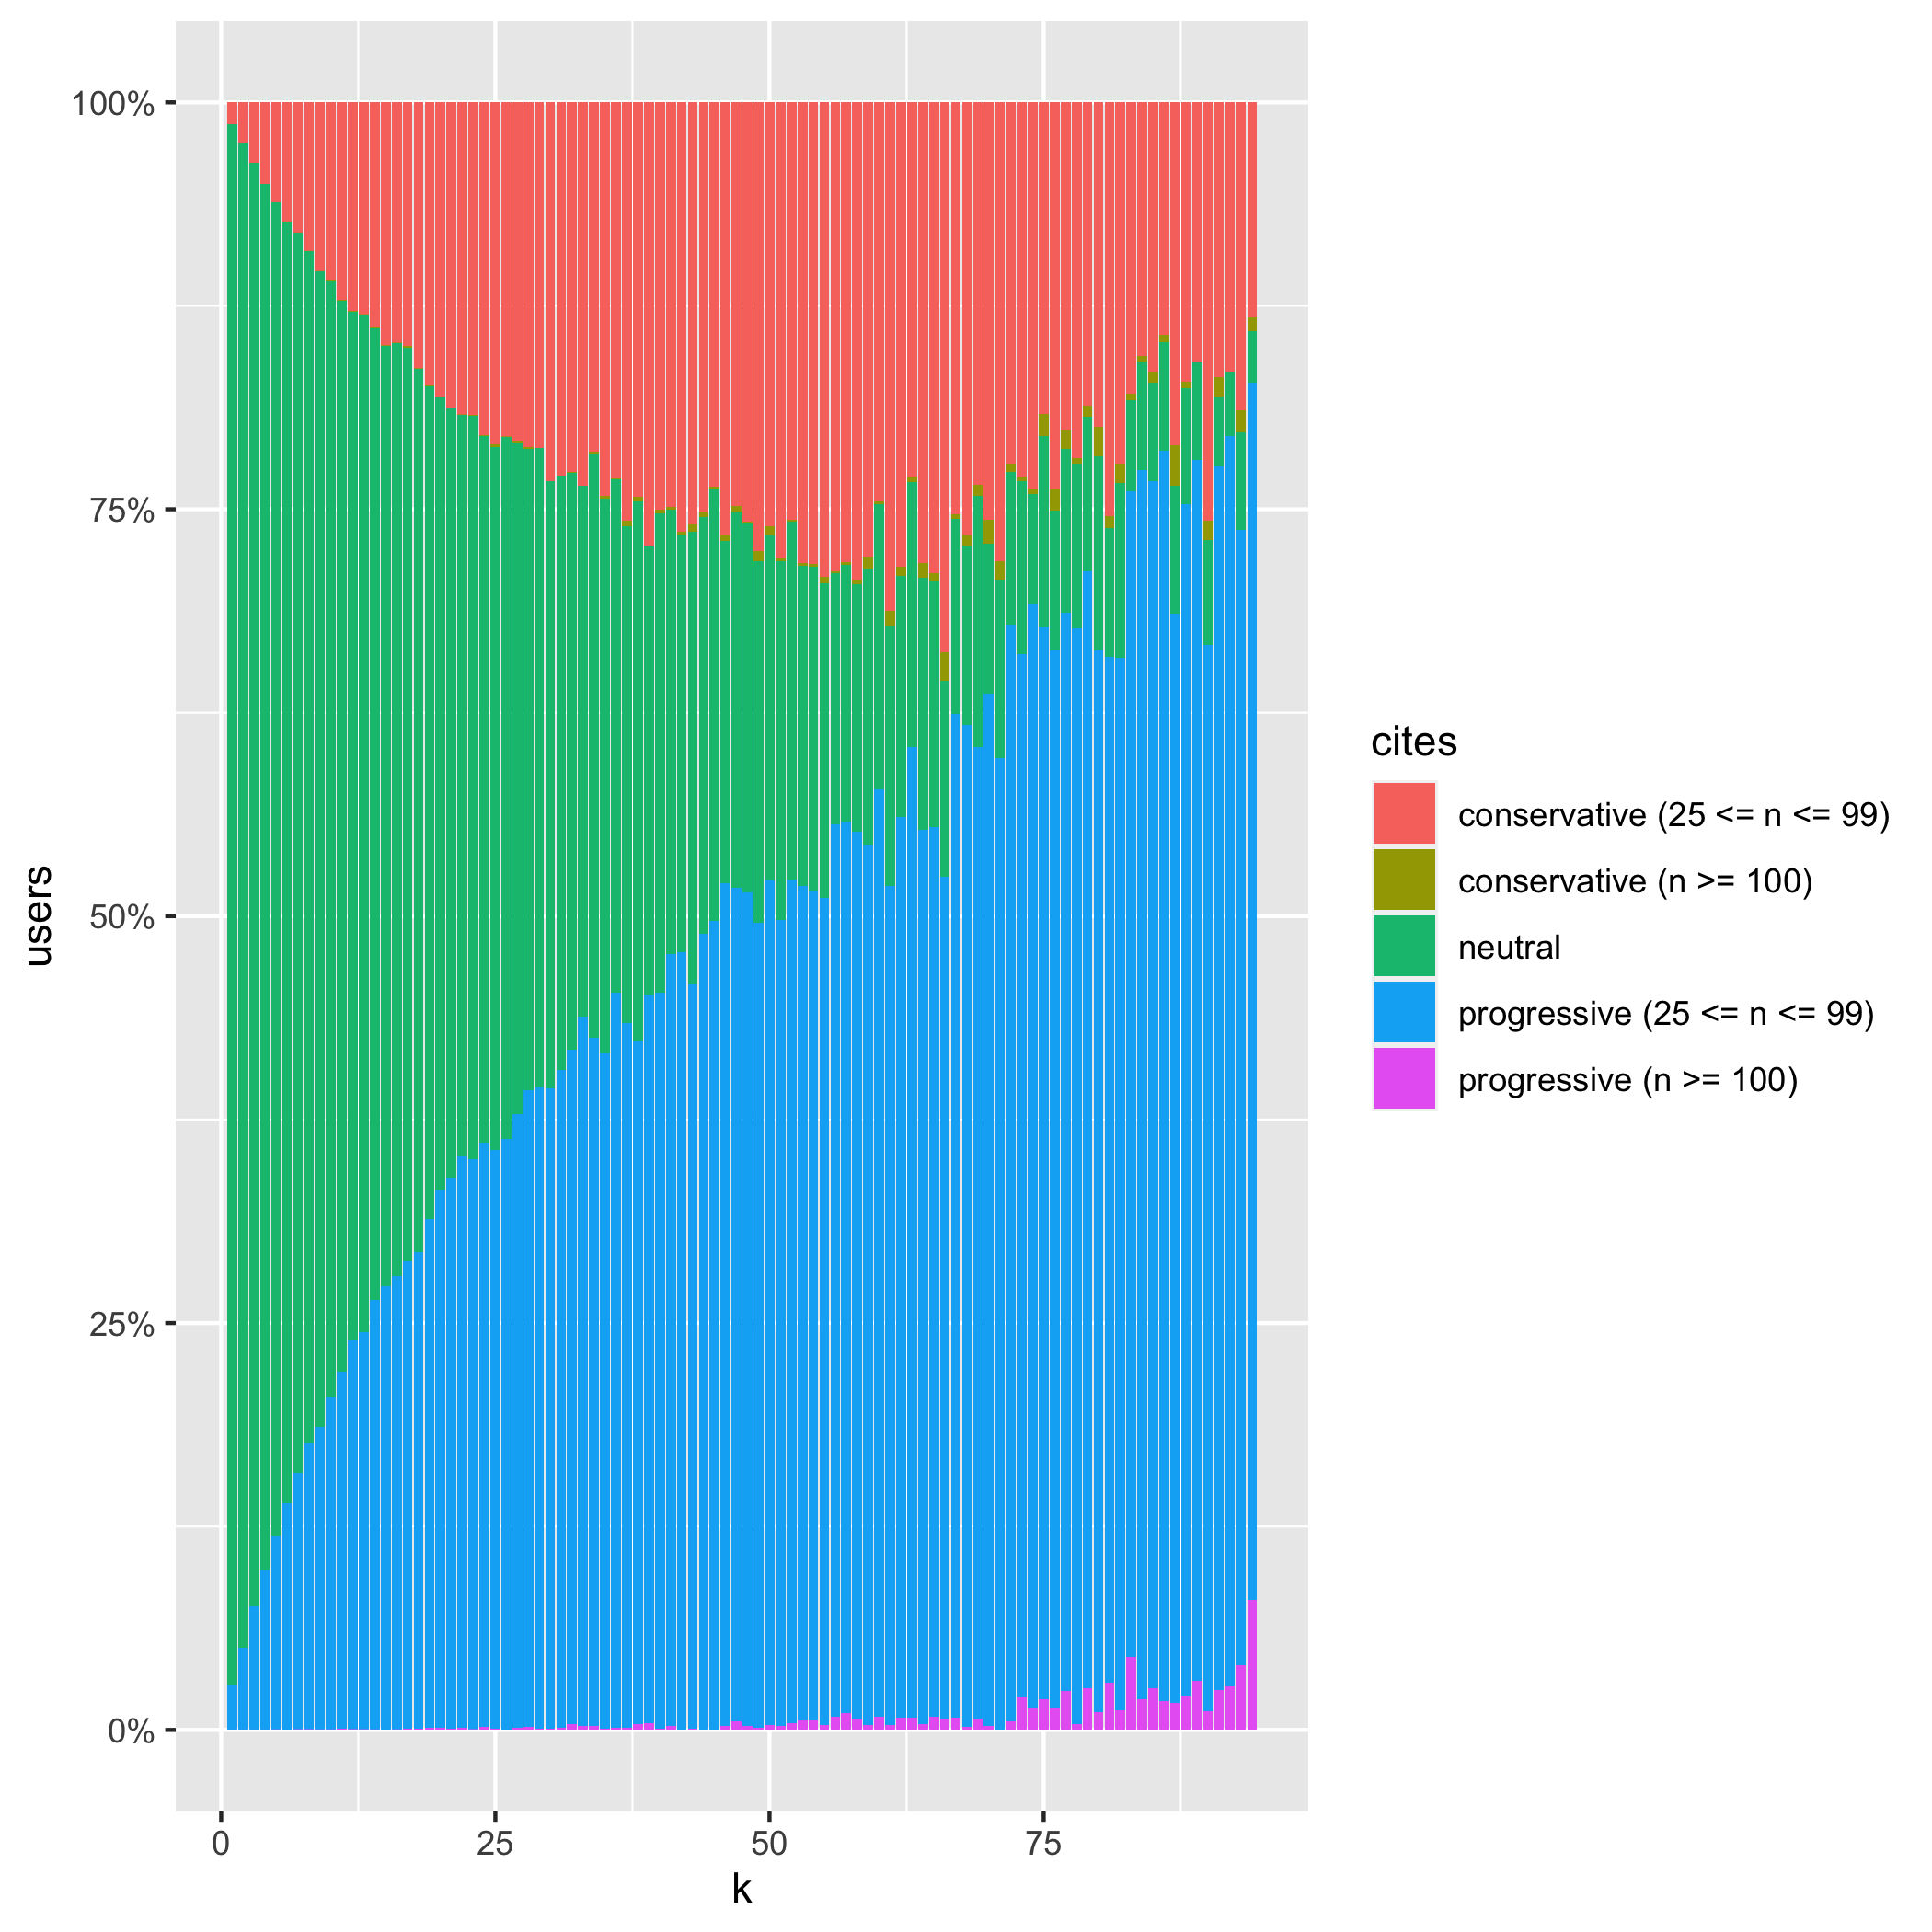 100%
75%
50%
25%
0%
users
0
25
50
75
k
cites
conservative (25 <= n <= 99)
conservative (n >= 100)
neutral
progressive (25 <= n <= 99)
progressive (n >= 100)